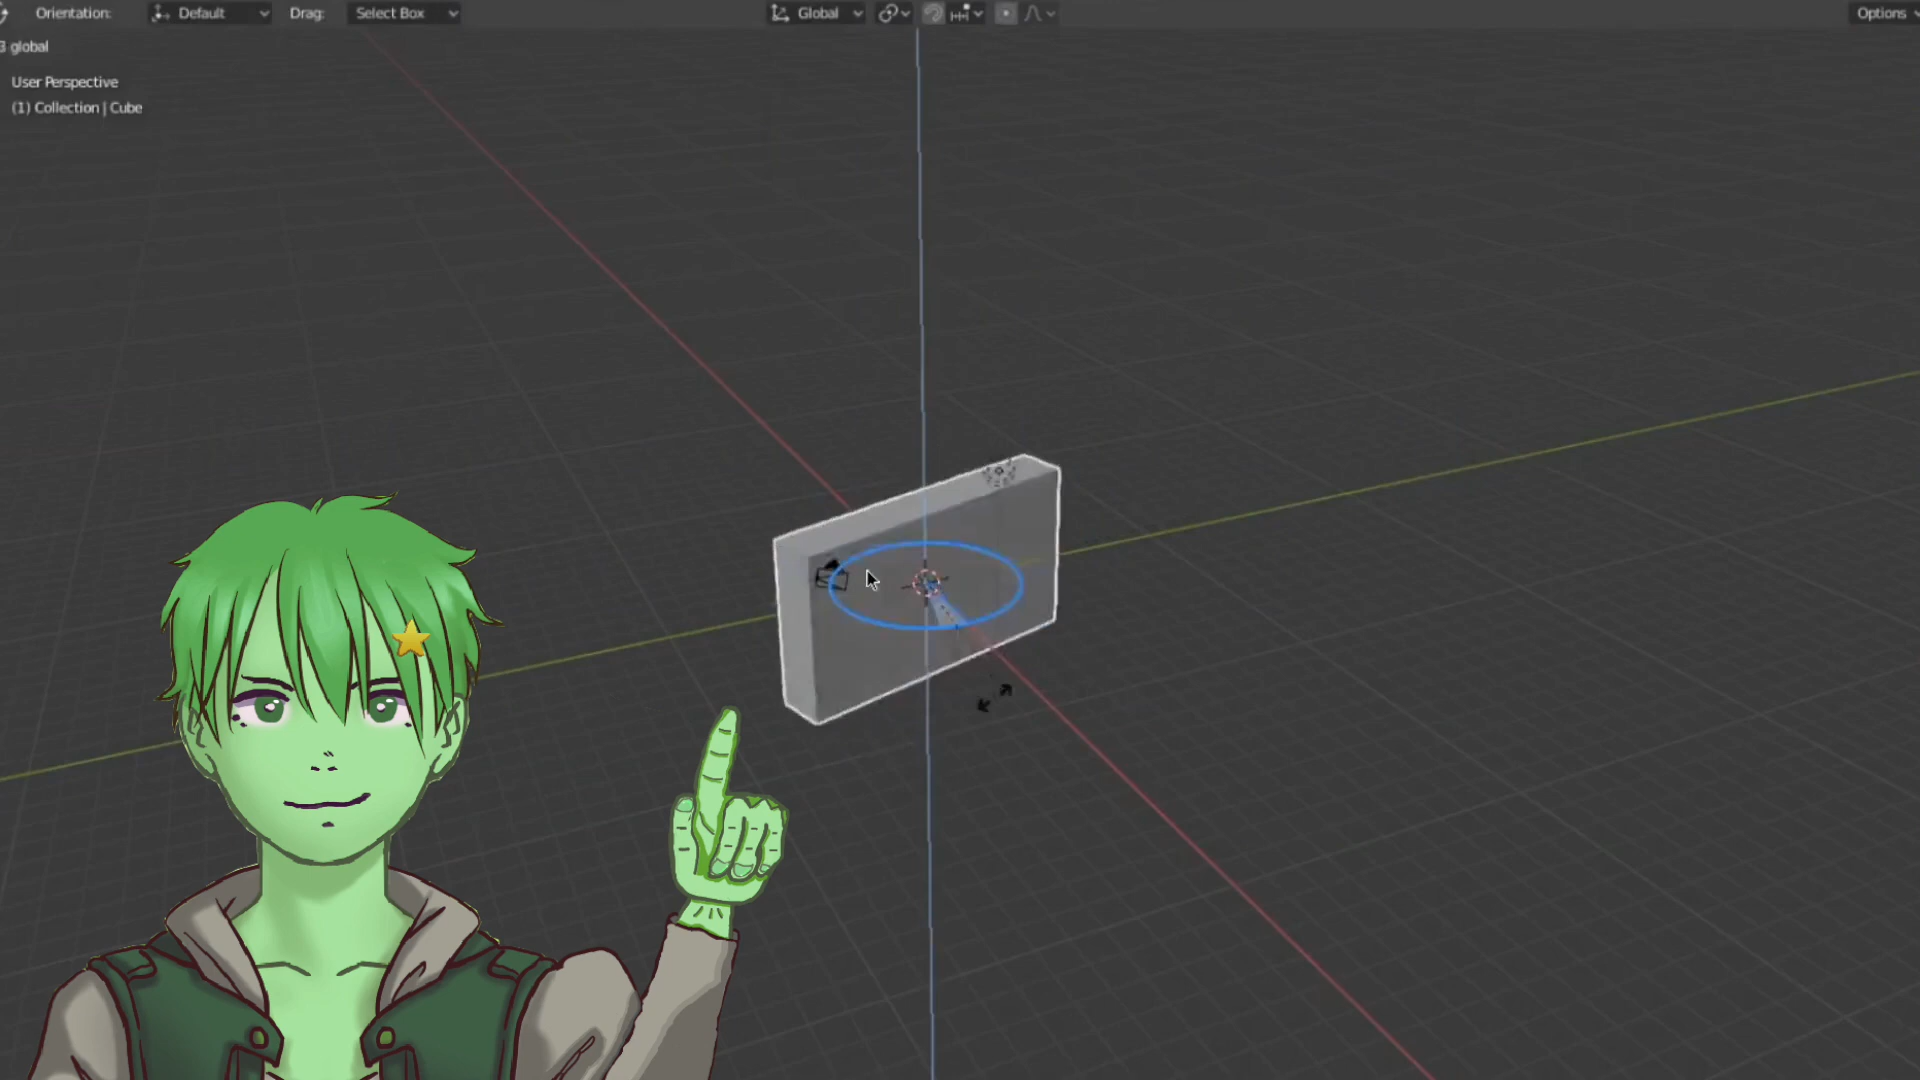 Orientation: Default Drag: Select Box Global Options
global
User Perspective
(1) Collection | Cube